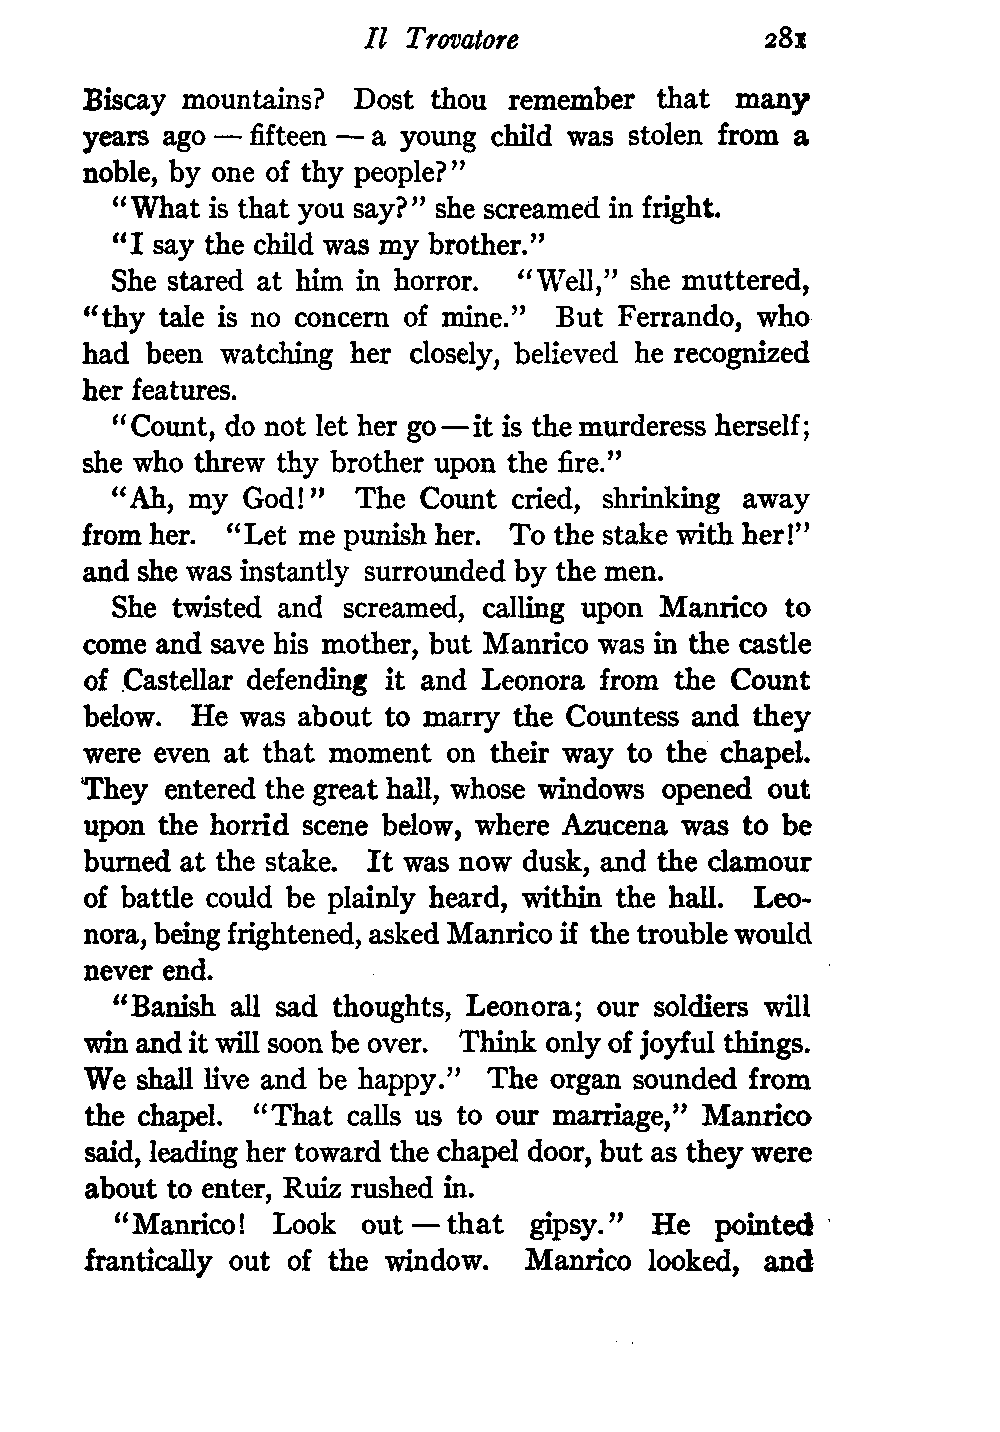 Il Trovatore 281
Biscay mountains? Dost thou remember that many
years ago — fifteen — a young child was stolen from a
noble, by one of thy people?"
"What is that you say?" she screamed in fright.
"I say the child was my brother."
She stared at him in horror. "Well," she muttered,
"thy tale is no concern of mine." But Ferrando, who
had been watching her closely, believed he recognized
her features.
"Count, do not let her go—it is the murderess herself;
she who threw thy brother upon the fire."
"Ah, my God!" The Count cried, shrinking away
from her. "Let me punish her. To the stake with her!"
and she was instantly surrounded by the men.
She twisted and screamed, calling upon Manrico to
come and save his mother, but Manrico was in the castle
of Castellar defending it and Leonora from the Count
below. He was about to marry the Countess and they
were even at that moment on their way to the chapel.
They entered the great hall, whose windows opened out
upon the horrid scene below, where Azucena was to be
burned at the stake. It was now dusk, and the clamour
of battle could be plainly heard, within the hall. Leo-
nora, being frightened, asked Manrico if the trouble would
never end.
"Banish all sad thoughts, Leonora; our soldiers will
win and it will soon be over. Think only of joyful things.
We shall live and be happy." The organ sounded from
the chapel. "That calls us to our marriage," Manrico
said, leading her toward the chapel door, but as they were
about to enter, Ruiz rushed in.
"Manrico! Look out — that gipsy." He pointed
frantically out of the window. Manrico looked, and